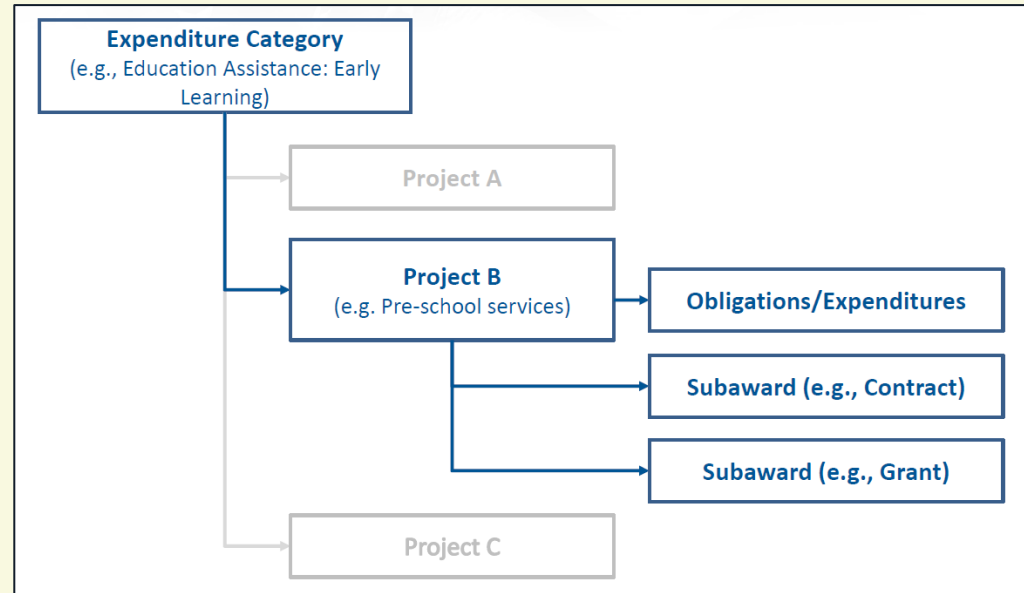 Expenditure Category
(e.g., Education Assistance: Early
Learning)
Project A
Project B
(e.g. Pre-school services)
Obligations/Expenditures
Subaward (e.g., Contract)
Subaward (e.g., Grant)
Project C